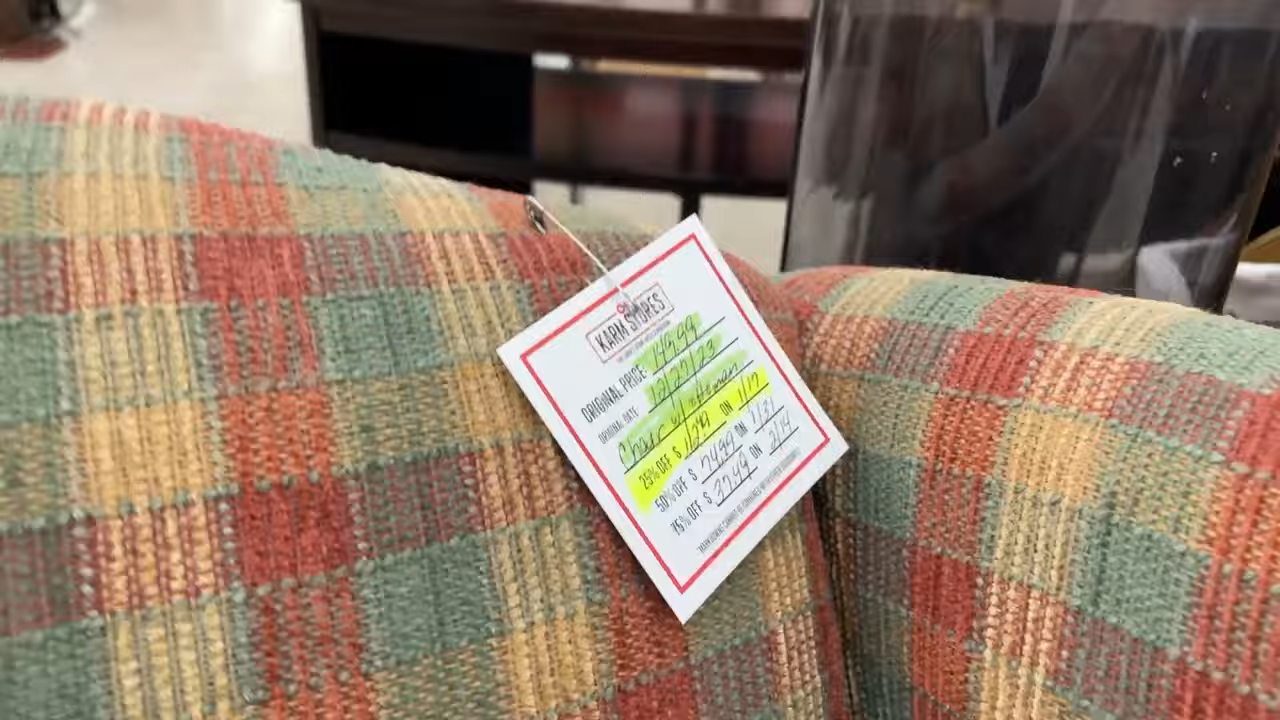 KARM STORES
ORIGINAL PRICE 149.99
ORIGINAL DATE 12/27/23
Chair w/ ottoman
25% OFF $ 112.49 ON 1/17
50% OFF $ 74.99 ON 1/31
75% OFF $ 37.49 ON 2/14